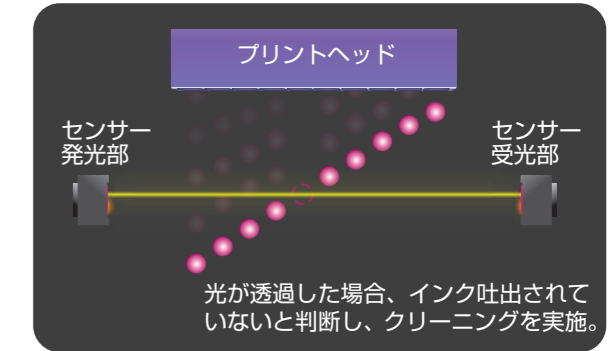 プリントヘッド
センサー
発光部
センサー
受光部
光が透過した場合、インク吐出されて
いないと判断し、クリーニングを実施。